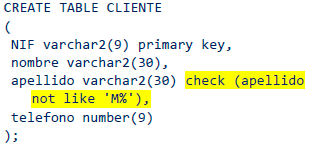 CREATE TABLE CLIENTE
(
NIF varchar2(9) primary key,
nombre varchar2(30),
apellido varchar2(30) check (apellido
not like 'M%'),
telefono number(9)
);